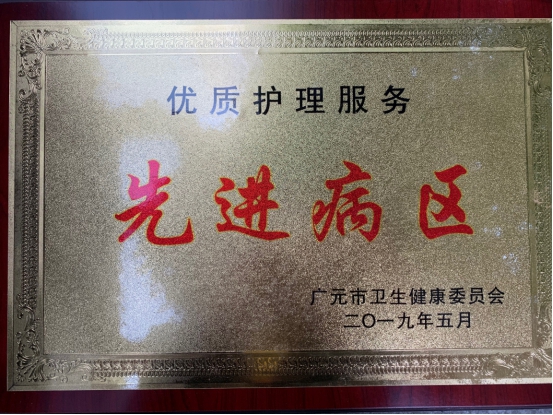 优质护理服务
先进病区
广元市卫生健康委员会
二〇一九年五月